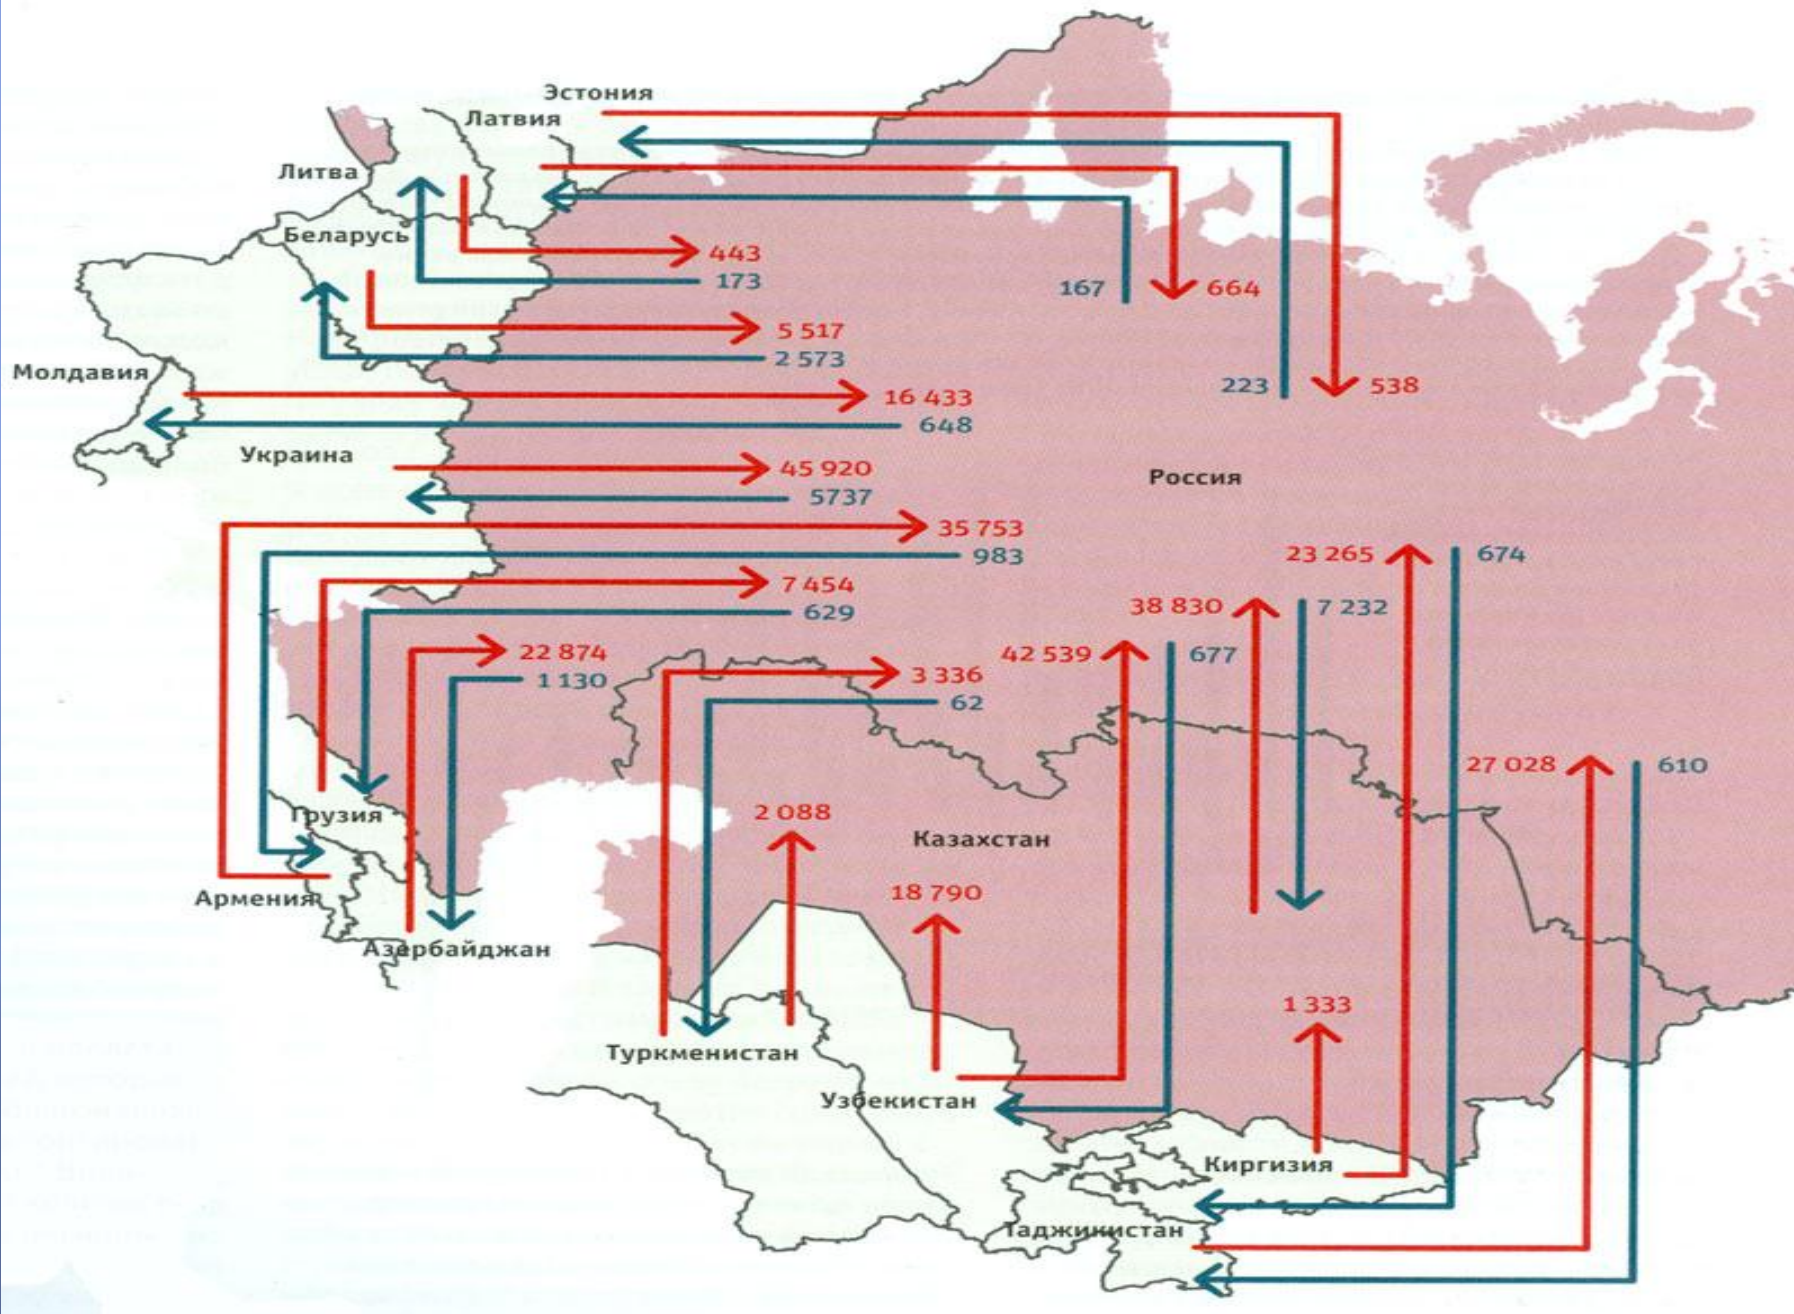 Эстония
Латвия
Литва
Беларусь
443
173
167
664
5 517
2 573
Молдавия
223
538
16 433
648
Украина
45 920
5737
Россия
35 753
983
23 265
674
7 454
629
38 830
7 232
22 874
1 130
42 539
677
3 336
62
27 028
610
2 088
Грузия
Казахстан
18 790
Армения
Азербайджан
1 333
Туркменистан
Узбекистан
Киргизия
Таджикистан